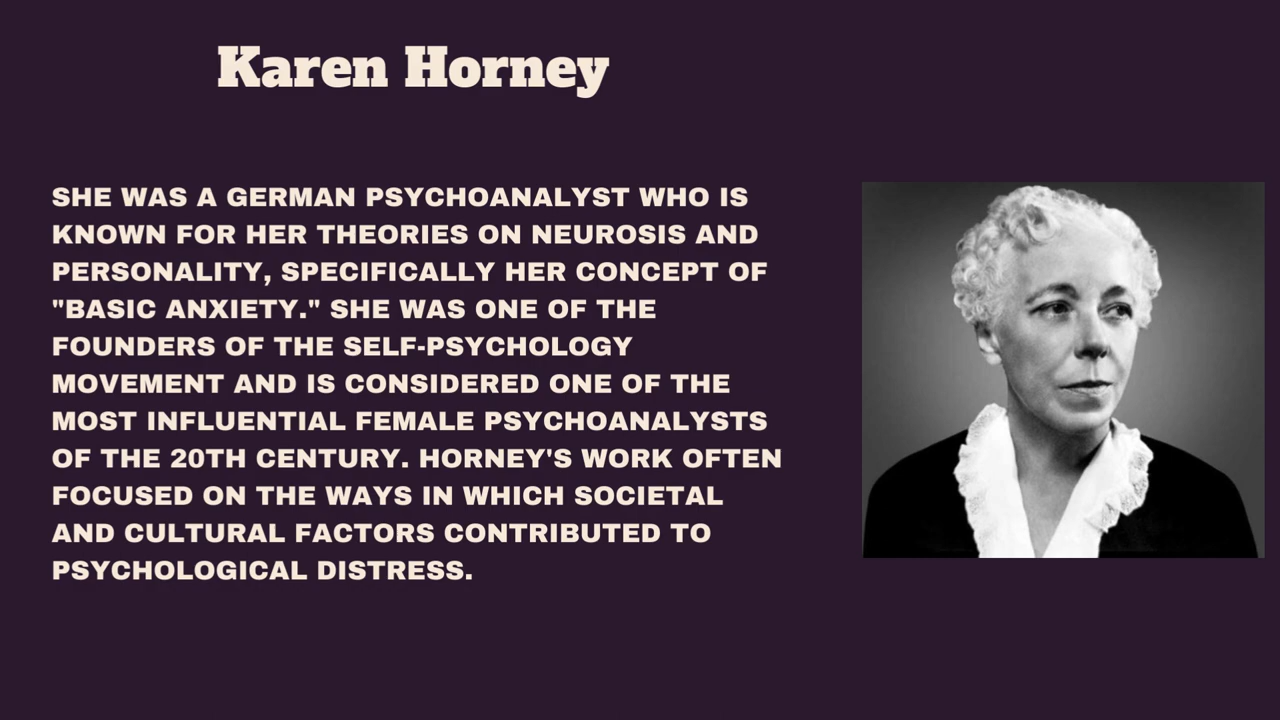 Karen Horney
SHE WAS A GERMAN PSYCHOANALYST WHO IS
KNOWN FOR HER THEORIES ON NEUROSIS AND
PERSONALITY, SPECIFICALLY HER CONCEPT OF
"BASIC ANXIETY." SHE WAS ONE OF THE
FOUNDERS OF THE SELF-PSYCHOLOGY
MOVEMENT AND IS CONSIDERED ONE OF THE
MOST INFLUENTIAL FEMALE PSYCHOANALYSTS
OF THE 20TH CENTURY. HORNEY'S WORK OFTEN
FOCUSED ON THE WAYS IN WHICH SOCIETAL
AND CULTURAL FACTORS CONTRIBUTED TO
PSYCHOLOGICAL DISTRESS.